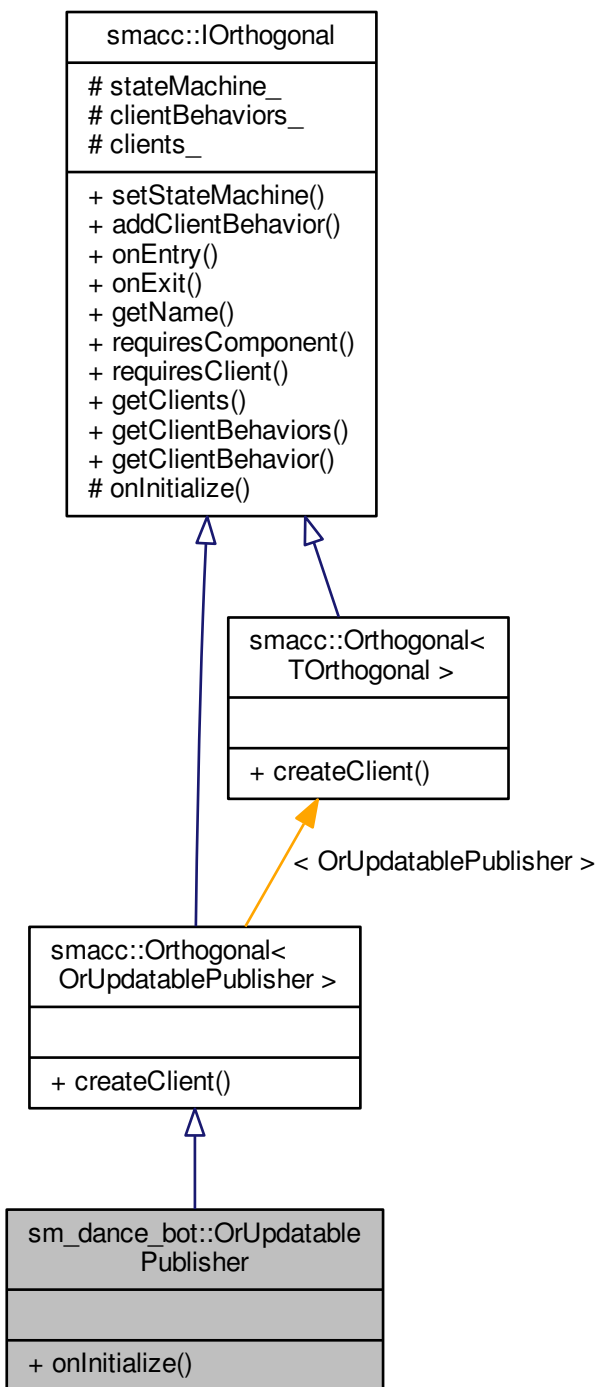 smacc::IOrthogonal
# stateMachine_
# clientBehaviors_
# clients_
+ setStateMachine()
+ addClientBehavior()
+ onEntry()
+ onExit()
+ getName()
+ requiresComponent()
+ requiresClient()
+ getClients()
+ getClientBehaviors()
+ getClientBehavior()
# onInitialize()
smacc::Orthogonal<
TOrthogonal >
+ createClient()
< OrUpdatablePublisher >
smacc::Orthogonal<
OrUpdatablePublisher >
+ createClient()
sm_dance_bot::OrUpdatable
Publisher
+ onInitialize()